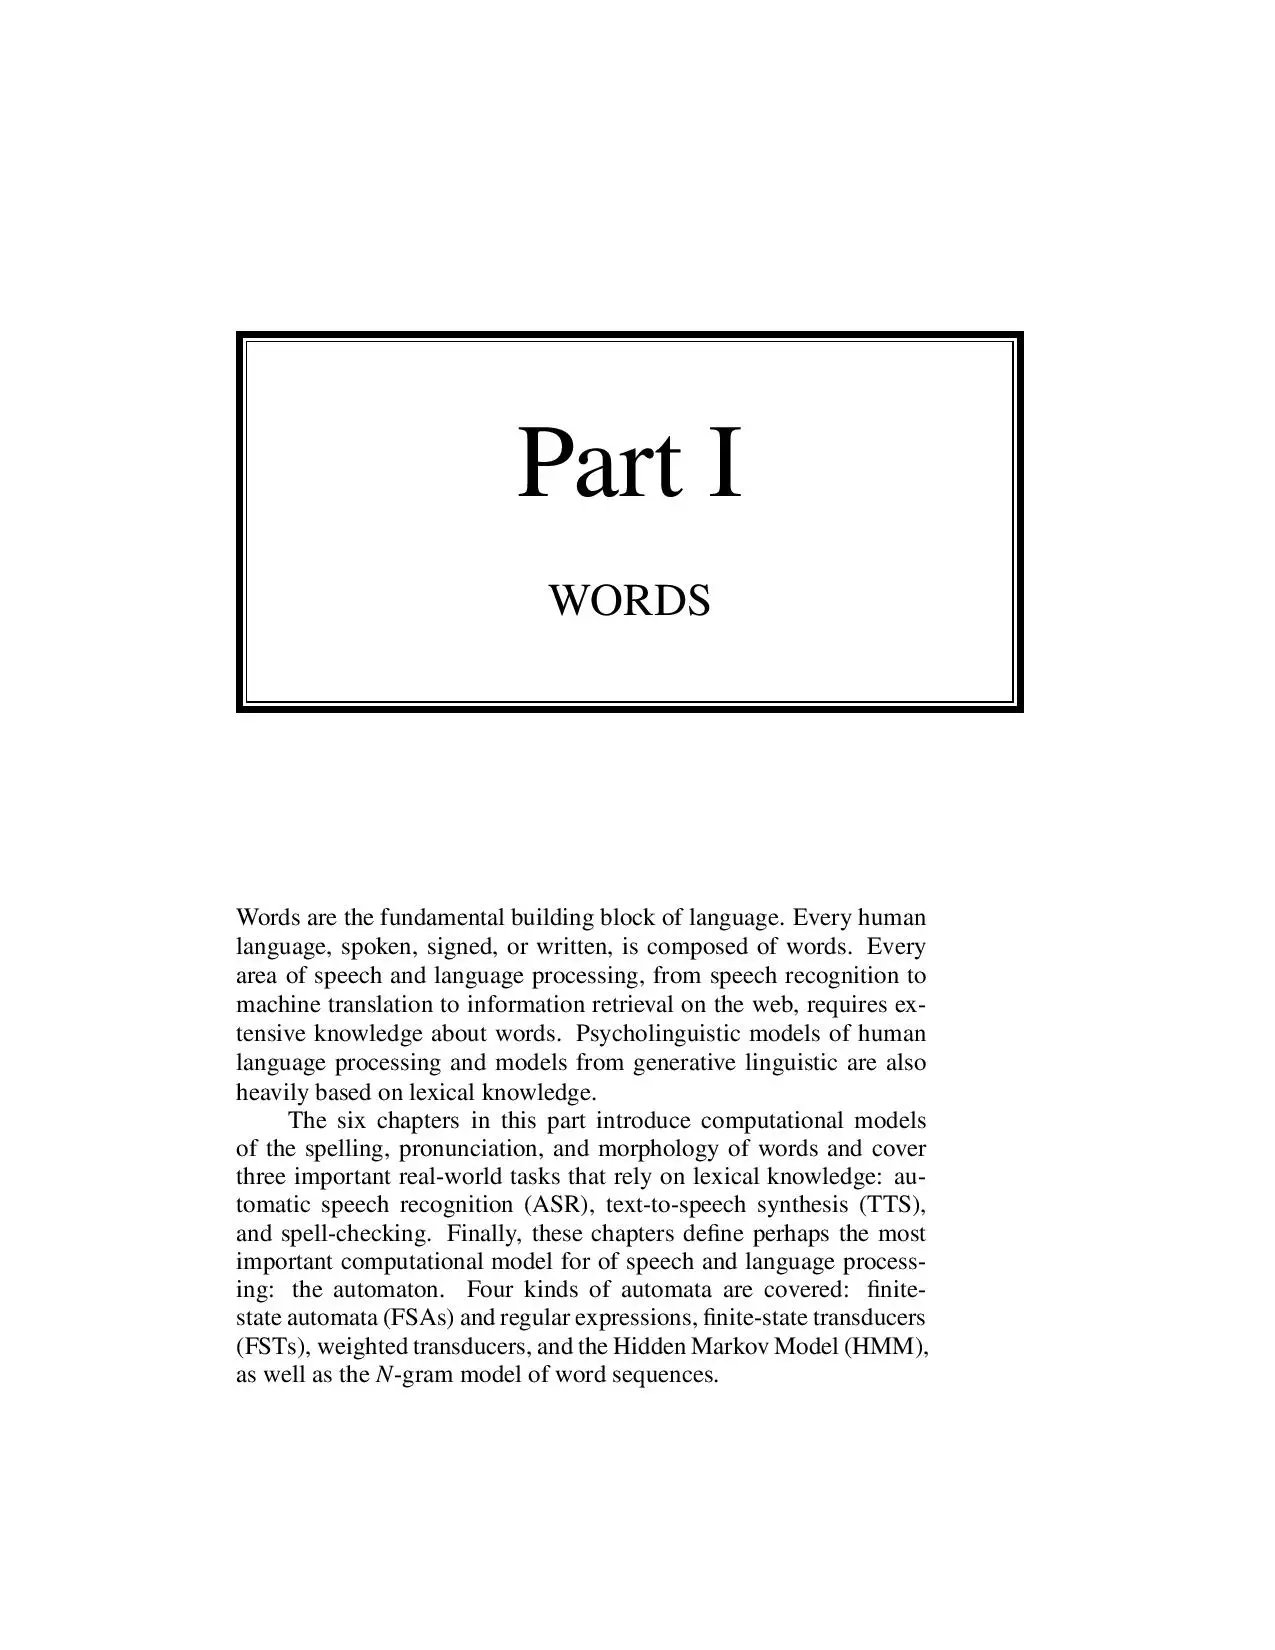 Part I
WORDS
Words are the fundamental building block of language. Every human
language, spoken, signed, or written, is composed of words. Every
area of speech and language processing, from speech recognition to
machine translation to information retrieval on the web, requires ex-
tensive knowledge about words. Psycholinguistic models of human
language processing and models from generative linguistic are also
heavily based on lexical knowledge.
The six chapters in this part introduce computational models
of the spelling, pronunciation, and morphology of words and cover
three important real-world tasks that rely on lexical knowledge: au-
tomatic speech recognition (ASR), text-to-speech synthesis (TTS),
and spell-checking. Finally, these chapters define perhaps the most
important computational model for of speech and language process-
ing: the automaton. Four kinds of automata are covered: finite-
state automata (FSAs) and regular expressions, finite-state transducers
(FSTs), weighted transducers, and the Hidden Markov Model (HMM),
as well as the N-gram model of word sequences.